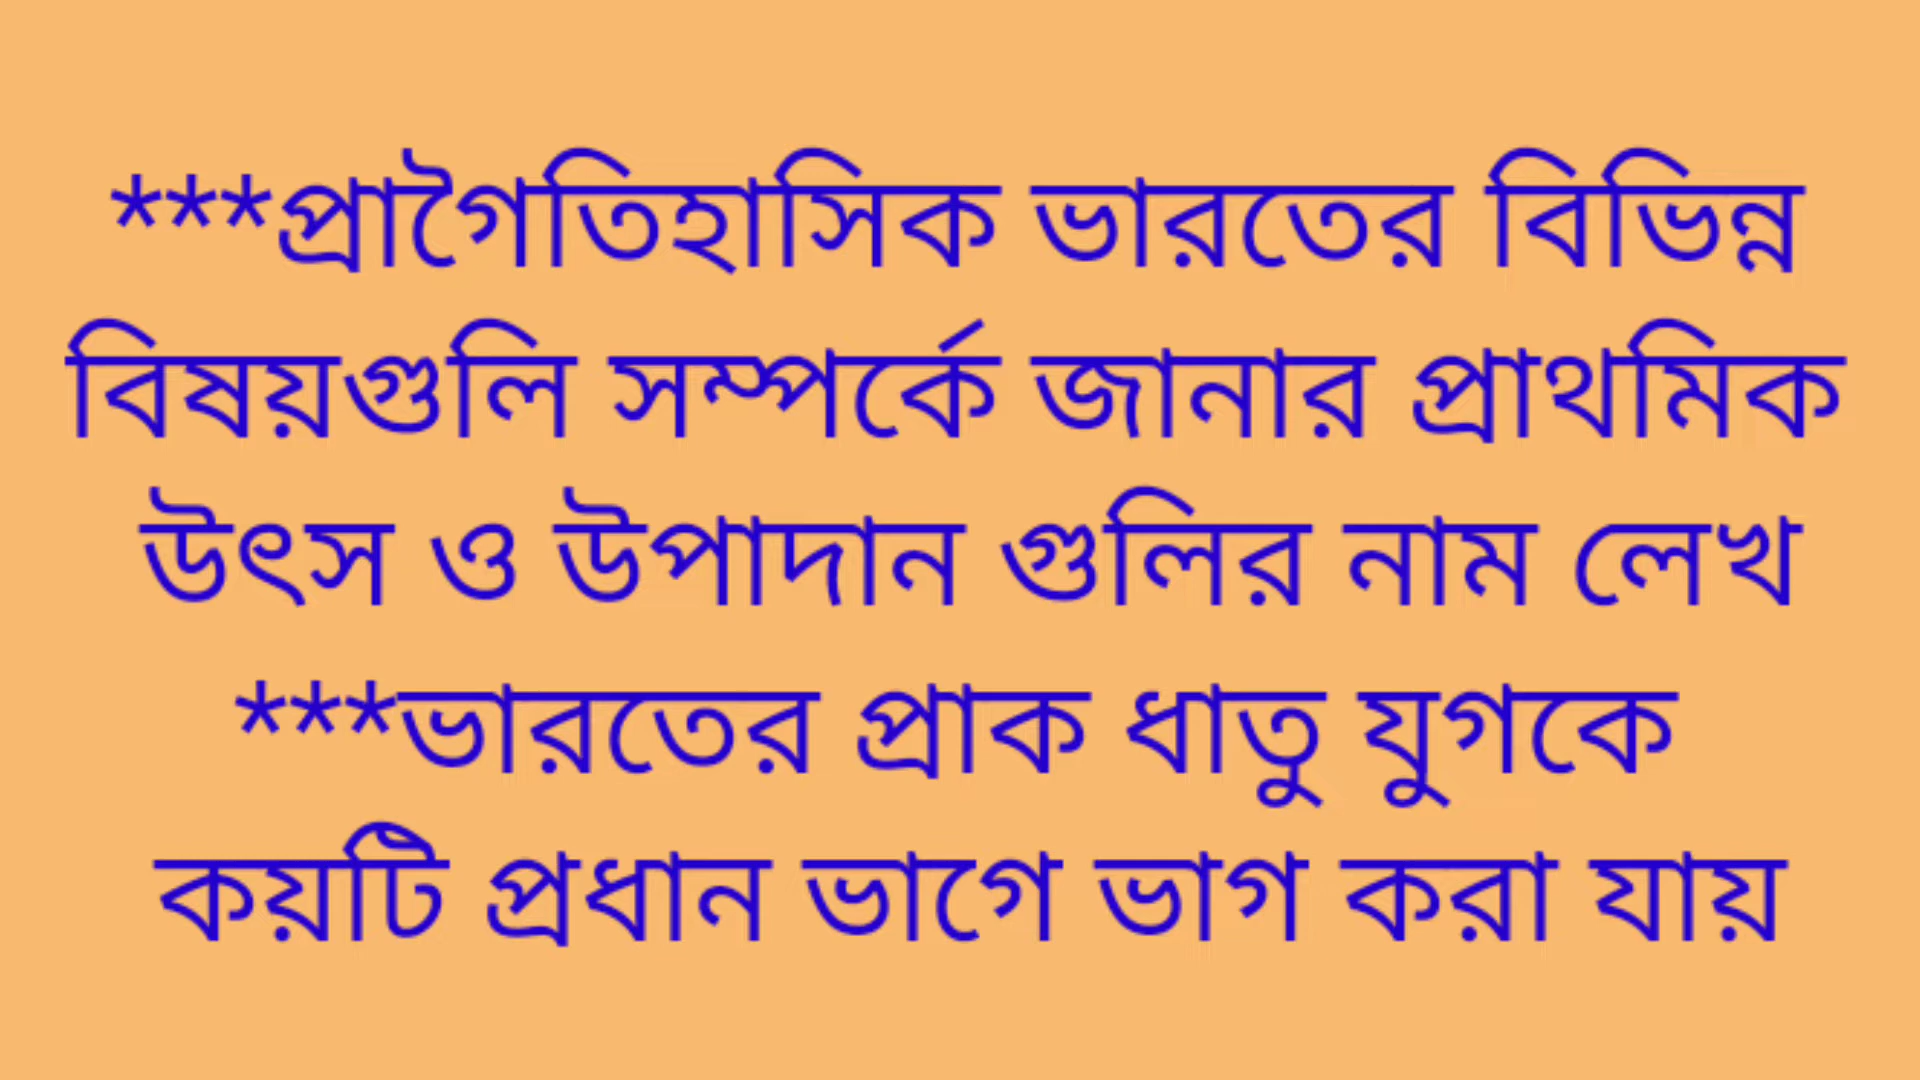 ***প্রাগৈতিহাসিক ভারতের বিভিন্ন
বিষয়গুলি সম্পর্কে জানার প্রাথমিক
উৎস ও উপাদান গুলির নাম লেখ
***ভারতের প্রাক ধাতু যুগকে
কয়টি প্রধান ভাগে ভাগ করা যায়